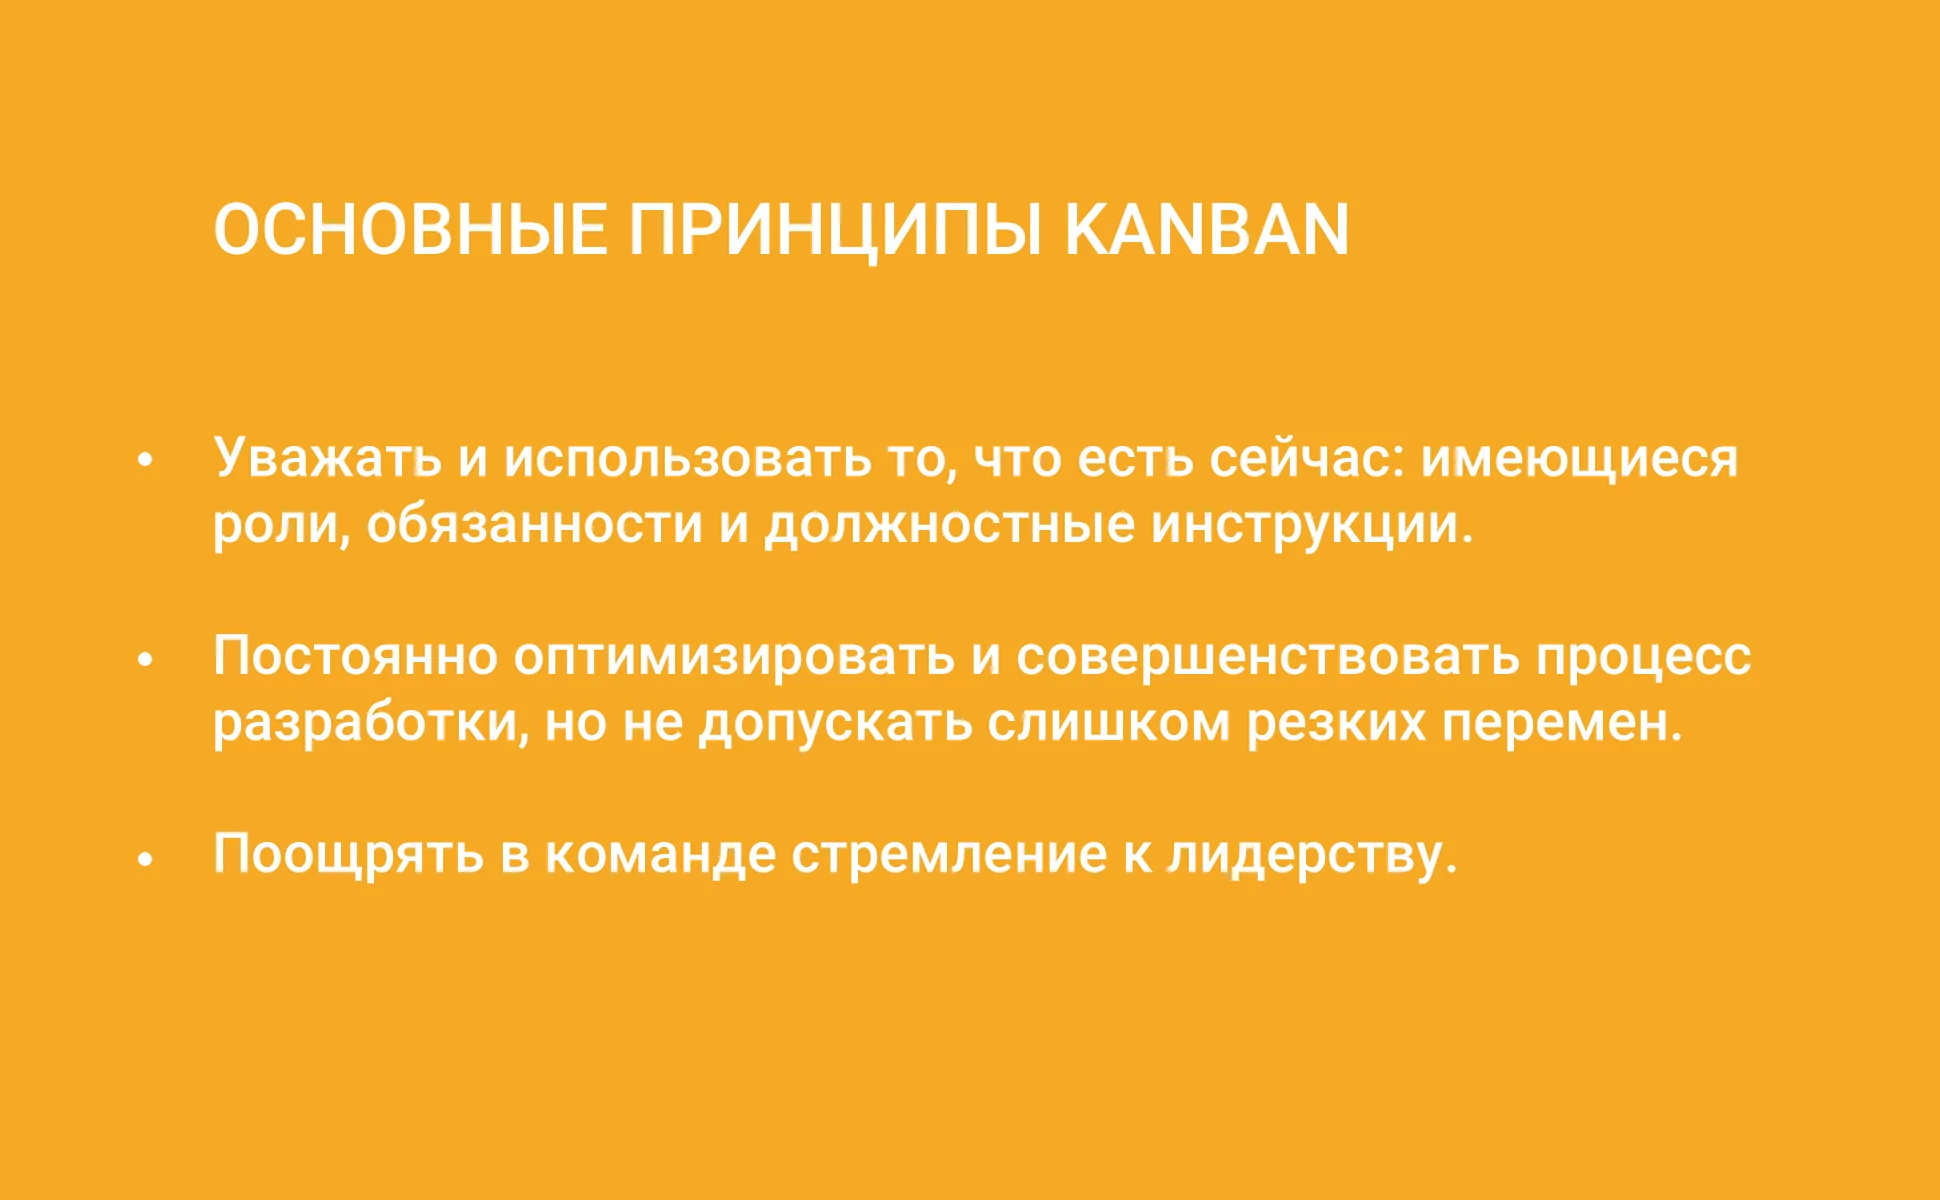 ОСНОВНЫЕ ПРИНЦИПЫ KANBAN
• Уважать и использовать то, что есть сейчас: имеющиеся
роли, обязанности и должностные инструкции.
• Постоянно оптимизировать и совершенствовать процесс
разработки, но не допускать слишком резких перемен.
• Поощрять в команде стремление к лидерству.